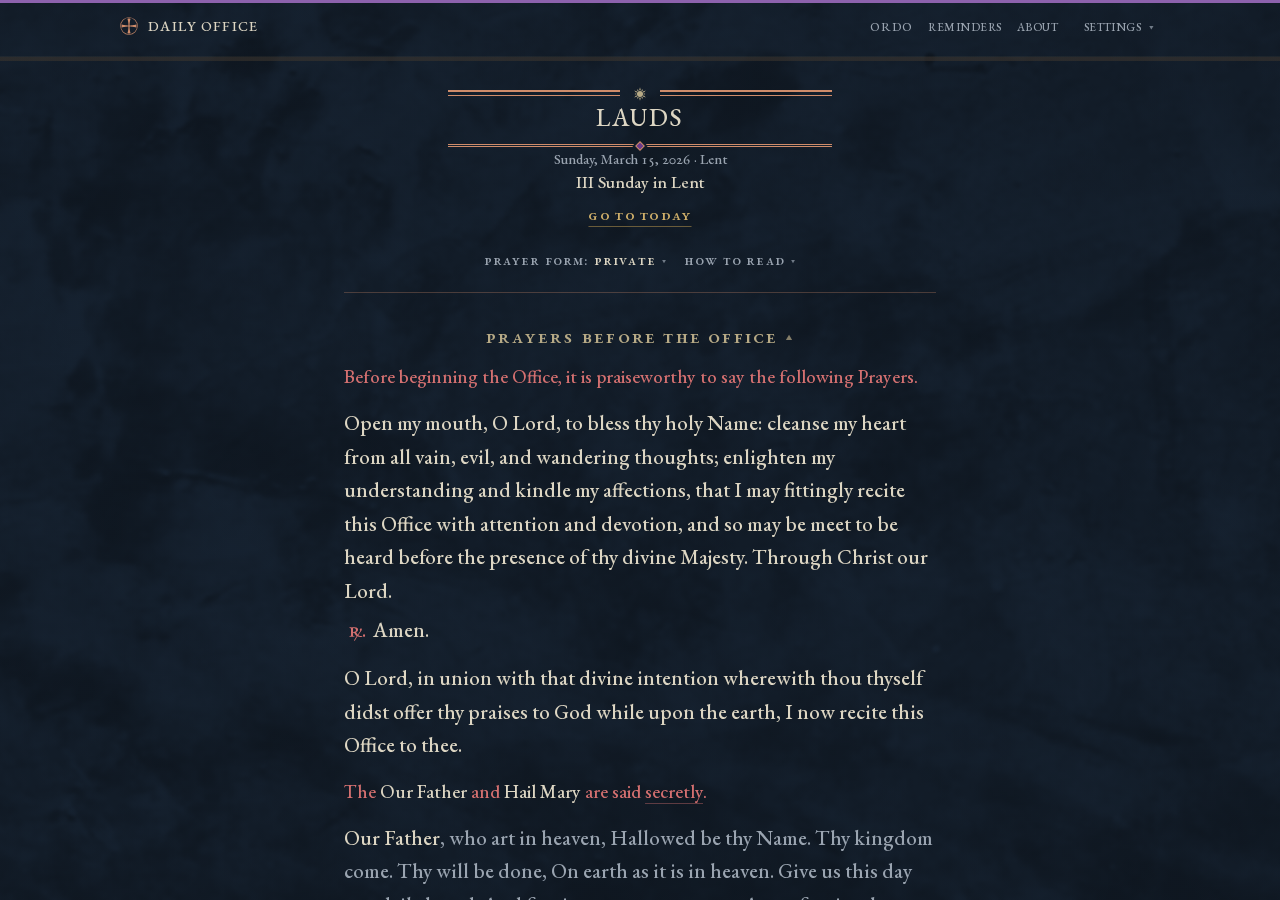 DAILY OFFICE
ORDO REMINDERS ABOUT SETTINGS ▾
LAUDS
Sunday, March 15, 2026 · Lent
III Sunday in Lent
GO TO TODAY
PRAYER FORM: PRIVATE ▾ HOW TO READ ▾
PRAYERS BEFORE THE OFFICE ▲
Before beginning the Office, it is praiseworthy to say the following Prayers.
Open my mouth, O Lord, to bless thy holy Name: cleanse my heart
from all vain, evil, and wandering thoughts; enlighten my
understanding and kindle my affections, that I may fittingly recite
this Office with attention and devotion, and so may be meet to be
heard before the presence of thy divine Majesty. Through Christ our
Lord.
℟. Amen.
O Lord, in union with that divine intention wherewith thou thyself
didst offer thy praises to God while upon the earth, I now recite this
Office to thee.
The Our Father and Hail Mary are said secretly.
Our Father, who art in heaven, Hallowed be thy Name. Thy kingdom
come. Thy will be done, On earth as it is in heaven. Give us this day